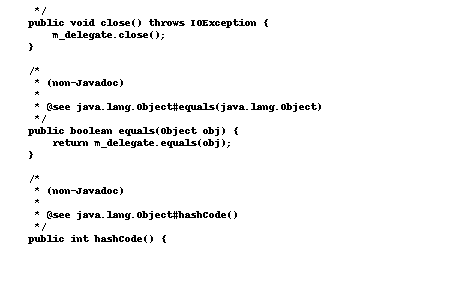 */
public void close() throws IOException {
m_delegate.close();
}
/*
* (non-Javadoc)
*
* @see java.lang.Object#equals(java.lang.Object)
*/
public boolean equals(Object obj) {
return m_delegate.equals(obj);
}
/*
* (non-Javadoc)
*
* @see java.lang.Object#hashCode()
*/
public int hashCode() {